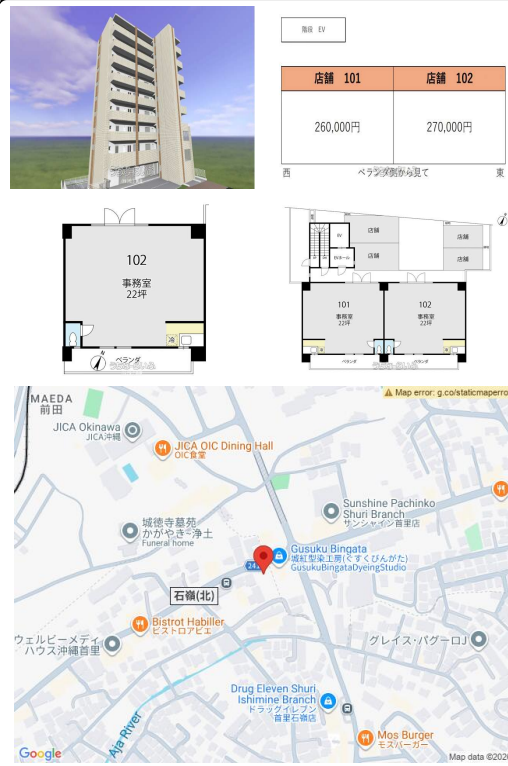 階段 EV
店舗 101
店舗 102
260,000円
270,000円
西
ベランダ側から見て
東
102
事務室
22坪
冷
ベランダ
N
EV
EVホール
店舗
店舗
店舗
店舗
101
事務室
22坪
102
事務室
22坪
ベランダ
ベランダ
Map error: g.co/staticmaperro
MAEDA
前田
JICA Okinawa
JICA沖縄
JICA OIC Dining Hall
OIC食堂
Sunshine Pachinko
Shuri Branch
サンシャイン首里店
城徳寺墓苑
かがやき浄土
Funeral home
Gusuku Bingata
城紅型染工房(ぐすくびんがた)
GusukuBingataDyeingStudio
241
石嶺(北)
Bistrot Habiller
ビストロアビエ
ウェルビーメディ
ハウス沖縄首里
グレイス・パグーロJ
Aja River
Drug Eleven Shuri
Ishimine Branch
ドラッグイレブン
首里石嶺店
Mos Burger
モスバーガー
Google
Map data ©2026